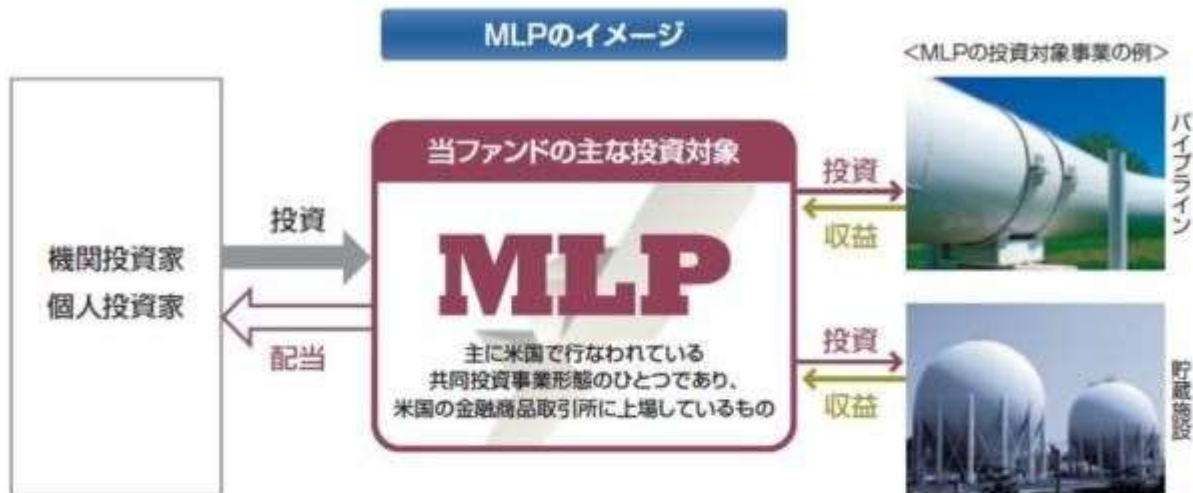 MLPのイメージ
<MLPの投資対象事業の例>
機関投資家
個人投資家
投資
配当
当ファンドの主な投資対象
MLP
主に米国で行なわれている
共同投資事業形態のひとつであり、
米国の金融商品取引所に上場しているもの
投資
収益
パイプライン
投資
収益
貯蔵施設